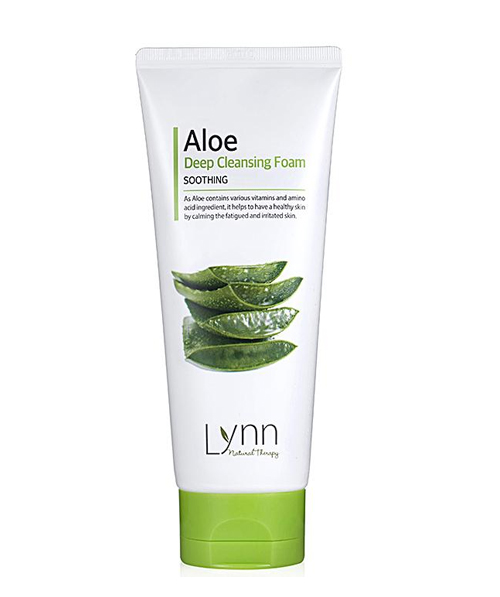 Aloe
Deep Cleansing Foam
SOOTHING
As Aloe contains various vitamins and amino
acid ingredient, it helps to have a healthy skin
by calming the fatigued and irritated skin.
Lynn
Natural Therapy